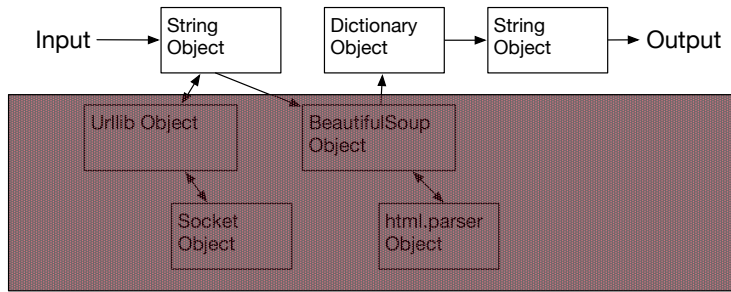 Input
String
Object
Dictionary
Object
String
Object
Output
Urllib Object
BeautifulSoup
Object
Socket
Object
html.parser
Object